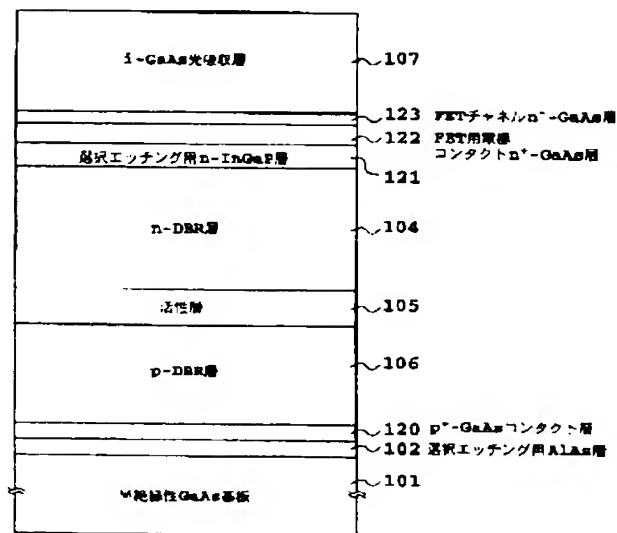 i-GaAs光吸収層
107
123 FETチャネルn⁻-GaAs層
122 FET用電極
コンタクトn⁺-GaAs層
選択エッチング用n-InGaP層
121
n-DBR層
104
活性層
105
p-DBR層
106
120 p⁺-GaAsコンタクト層
102 選択エッチング用AlAs層
101
絶縁性GaAs基板